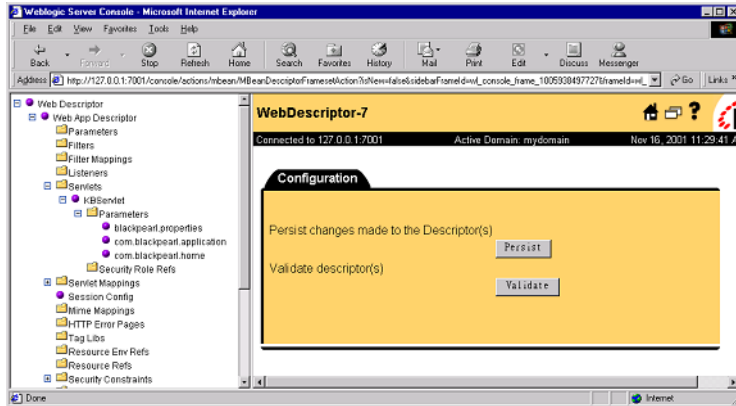 Weblogic Server Console - Microsoft Internet Explorer
File Edit View Favorites Tools Help
Back Forward Stop Refresh Home Search Favorites History Mail Print Edit Discuss Messenger
Address http://127.0.0.1:7001/console/actions/mbean/MBeanDescriptorFramesetAction?isNew=false&sidebarFrameId=wl_console_frame_1005938497727&frameId=wl_ Go Links »
Web Descriptor
Web App Descriptor
Parameters
Filters
Filter Mappings
Listeners
Servlets
KBServlet
Parameters
blackpearl.properties
com.blackpearl.application
com.blackpearl.home
Security Role Refs
Servlet Mappings
Session Config
Mime Mappings
HTTP Error Pages
Tag Libs
Resource Env Refs
Resource Refs
Security Constraints
WebDescriptor-7
?
Connected to 127.0.0.1:7001 Active Domain: mydomain Nov 16, 2001 11:29:41 A
Configuration
Persist changes made to the Descriptor(s)
Persist
Validate descriptor(s)
Validate
Done Internet